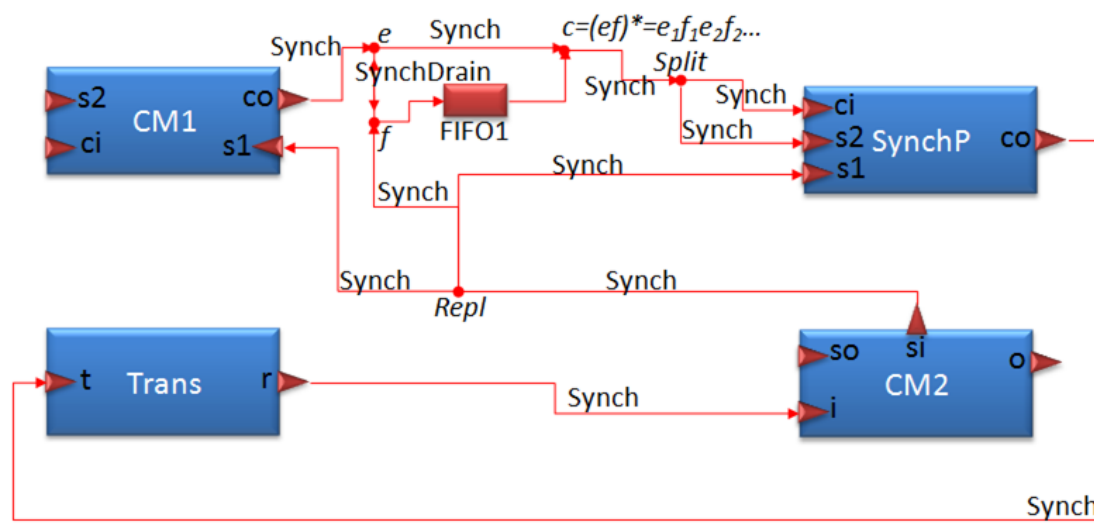 c=(ef)*=e₁f₁e₂f₂...
Synch
e
Synch
Split
SynchDrain
Synch
Synch
s2
co
CM1
ci
s1
f
FIFO1
Synch
ci
s2
SynchP
co
s1
Synch
Synch
Synch
Synch
Repl
t
Trans
r
Synch
so
si
o
CM2
i
Synch